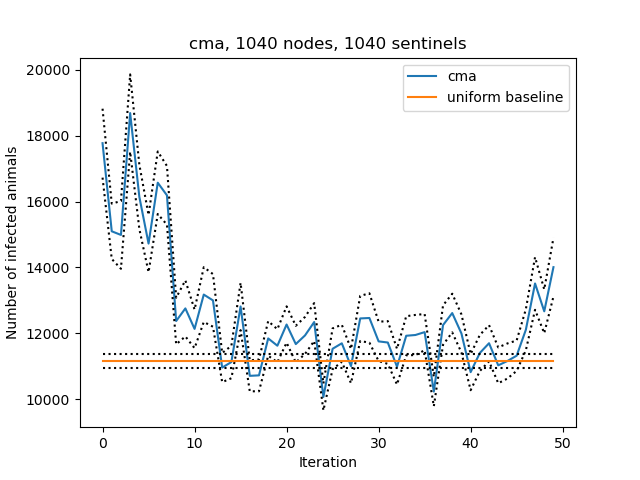 cma, 1040 nodes, 1040 sentinels
cma
uniform baseline
Number of infected animals
20000
18000
16000
14000
12000
10000
0 10 20 30 40 50
Iteration